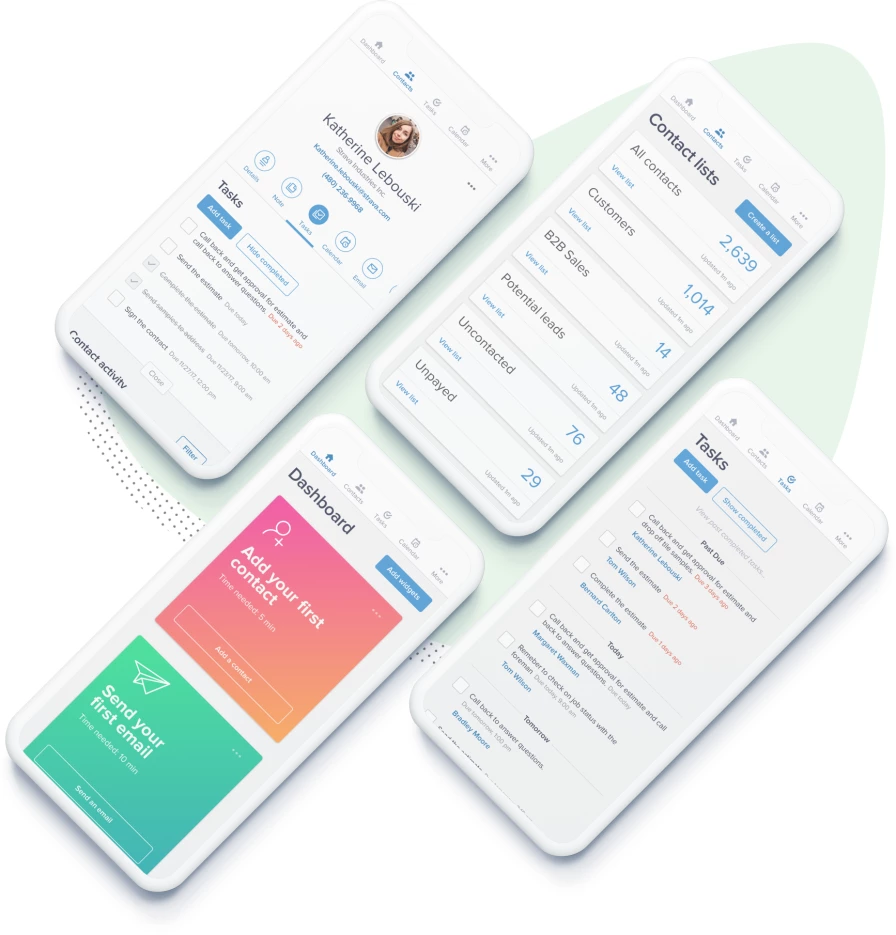 Dashboard
Contacts
Tasks
Calendar
More
Katherine Lebouski
Strava Industries Inc.
Katherine.lebouski@strava.com
(480) 236-9968
Details
Note
Tasks
Calendar
Email
Tasks
Add task
Hide completed
Call back and get approval for estimate and
call back to answer questions. Due 2 days ago
Send the estimate Due today
Complete the estimate Due tomorrow, 10:00 am
Send samples to address Due 11/23/17, 9:00 am
Sign the contract Due 11/27/17, 12:00 pm
Close
Contact activity
Filter
Dashboard
Contacts
Tasks
Calendar
More
Contact lists
Create a list
All contacts
View list
2,639
Updated 1m ago
Customers
View list
1,014
Updated 1m ago
B2B Sales
View list
14
Updated 1m ago
Potential leads
View list
48
Updated 1m ago
Uncontacted
View list
76
Updated 1m ago
Unpayed
View list
29
Updated 1m ago
Dashboard
Contacts
Tasks
Calendar
More
Dashboard
Add widgets
Add your first
contact
Time needed: 5 min
Add a contact
Send your
first email
Time needed: 10 min
Send an email
Dashboard
Contacts
Tasks
Calendar
More
Tasks
Add task
Show completed
View past completed tasks...
Past Due
Call back and get approval for estimate and
drop off tile samples. Due 3 days ago
Katherine Lebowski
Send the estimate Due 2 days ago
Tom Wilson
Complete the estimate Due 1 days ago
Bernard Carlton
Today
Call back and get approval for estimate and call
back to answer questions. Due today
Margaret Waxman
Remeber to check on job status with the
foreman Due today, 9:00 am
Tom Wilson
Tomorrow
Call back to answer questions,
Due tomorrow, 1:00 pm
Bradley Moore